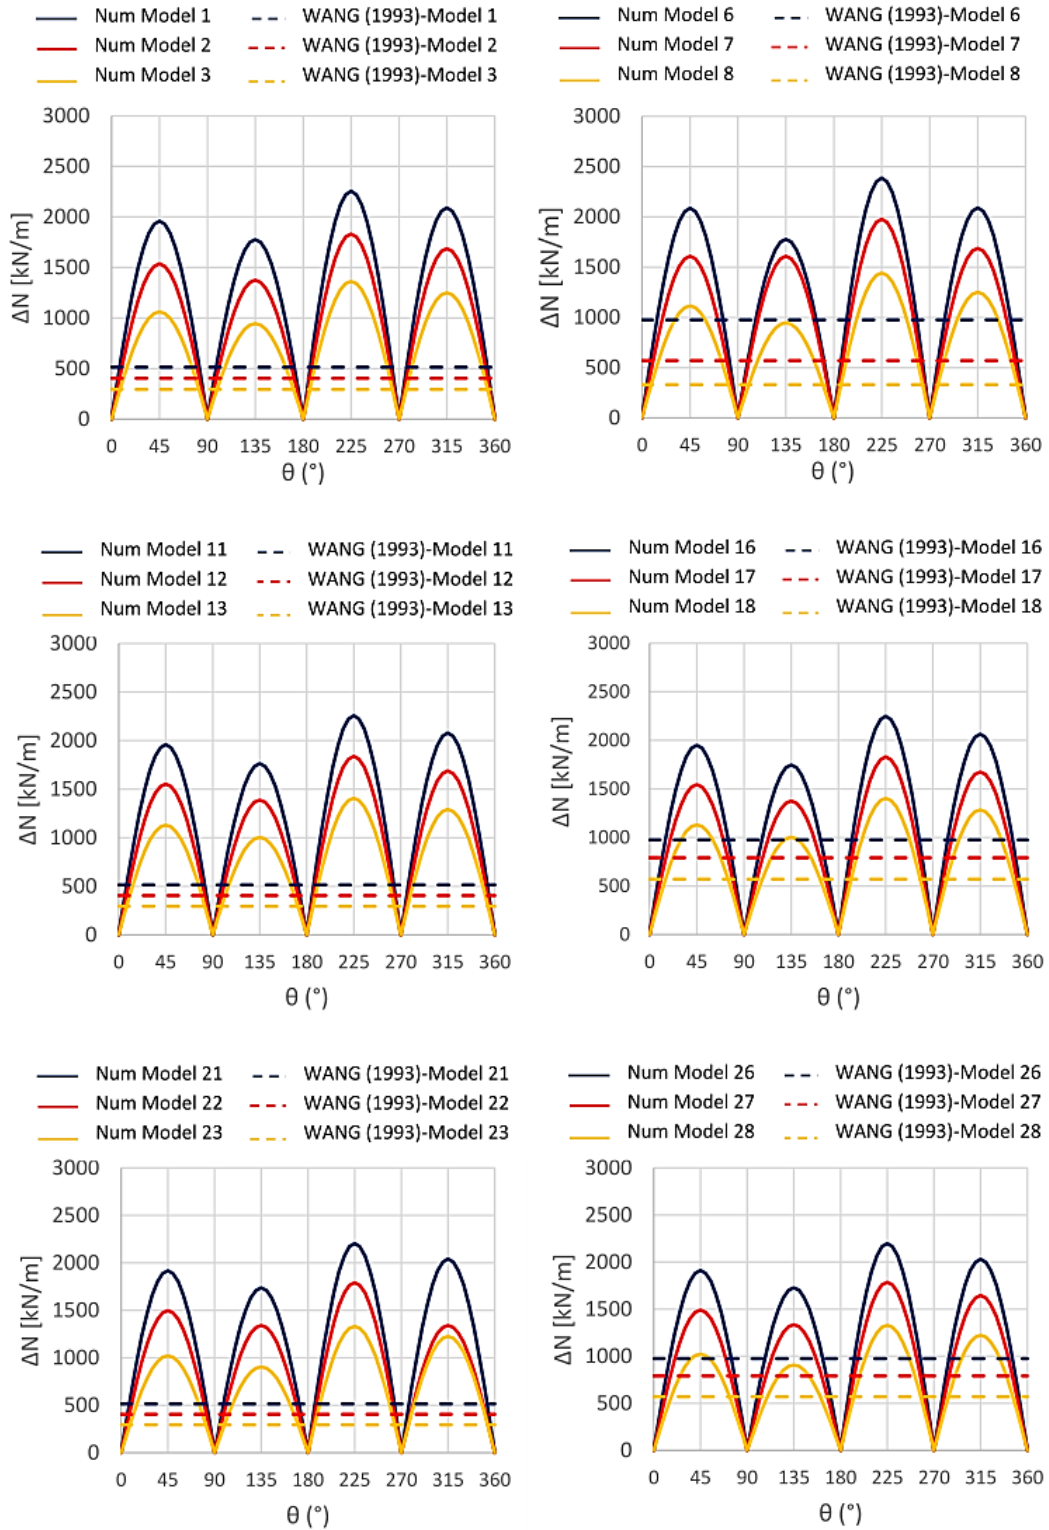 Num Model 1 WANG (1993)-Model 1
Num Model 2 WANG (1993)-Model 2
Num Model 3 WANG (1993)-Model 3
3000
2500
2000
1500
1000
500
0
ΔN [kN/m]
0 45 90 135 180 225 270 315 360
θ (°)
Num Model 6 WANG (1993)-Model 6
Num Model 7 WANG (1993)-Model 7
Num Model 8 WANG (1993)-Model 8
3000
2500
2000
1500
1000
500
0
ΔN [kN/m]
0 45 90 135 180 225 270 315 360
θ (°)
Num Model 11 WANG (1993)-Model 11
Num Model 12 WANG (1993)-Model 12
Num Model 13 WANG (1993)-Model 13
3000
2500
2000
1500
1000
500
0
ΔN [kN/m]
0 45 90 135 180 225 270 315 360
θ (°)
Num Model 16 WANG (1993)-Model 16
Num Model 17 WANG (1993)-Model 17
Num Model 18 WANG (1993)-Model 18
3000
2500
2000
1500
1000
500
0
ΔN [kN/m]
0 45 90 135 180 225 270 315 360
θ (°)
Num Model 21 WANG (1993)-Model 21
Num Model 22 WANG (1993)-Model 22
Num Model 23 WANG (1993)-Model 23
3000
2500
2000
1500
1000
500
0
ΔN [kN/m]
0 45 90 135 180 225 270 315 360
θ (°)
Num Model 26 WANG (1993)-Model 26
Num Model 27 WANG (1993)-Model 27
Num Model 28 WANG (1993)-Model 28
3000
2500
2000
1500
1000
500
0
ΔN [kN/m]
0 45 90 135 180 225 270 315 360
θ (°)